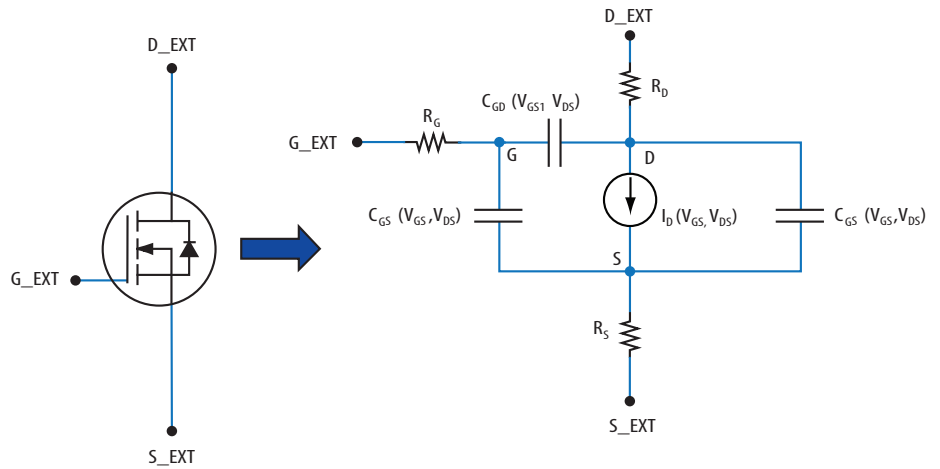 D_EXT
G_EXT
S_EXT
D_EXT
R_D
C_GD (V_GS1 V_DS)
R_G
G_EXT
G
D
C_GS (V_GS,V_DS)
I_D (V_GS, V_DS)
C_GS (V_GS,V_DS)
S
R_S
S_EXT